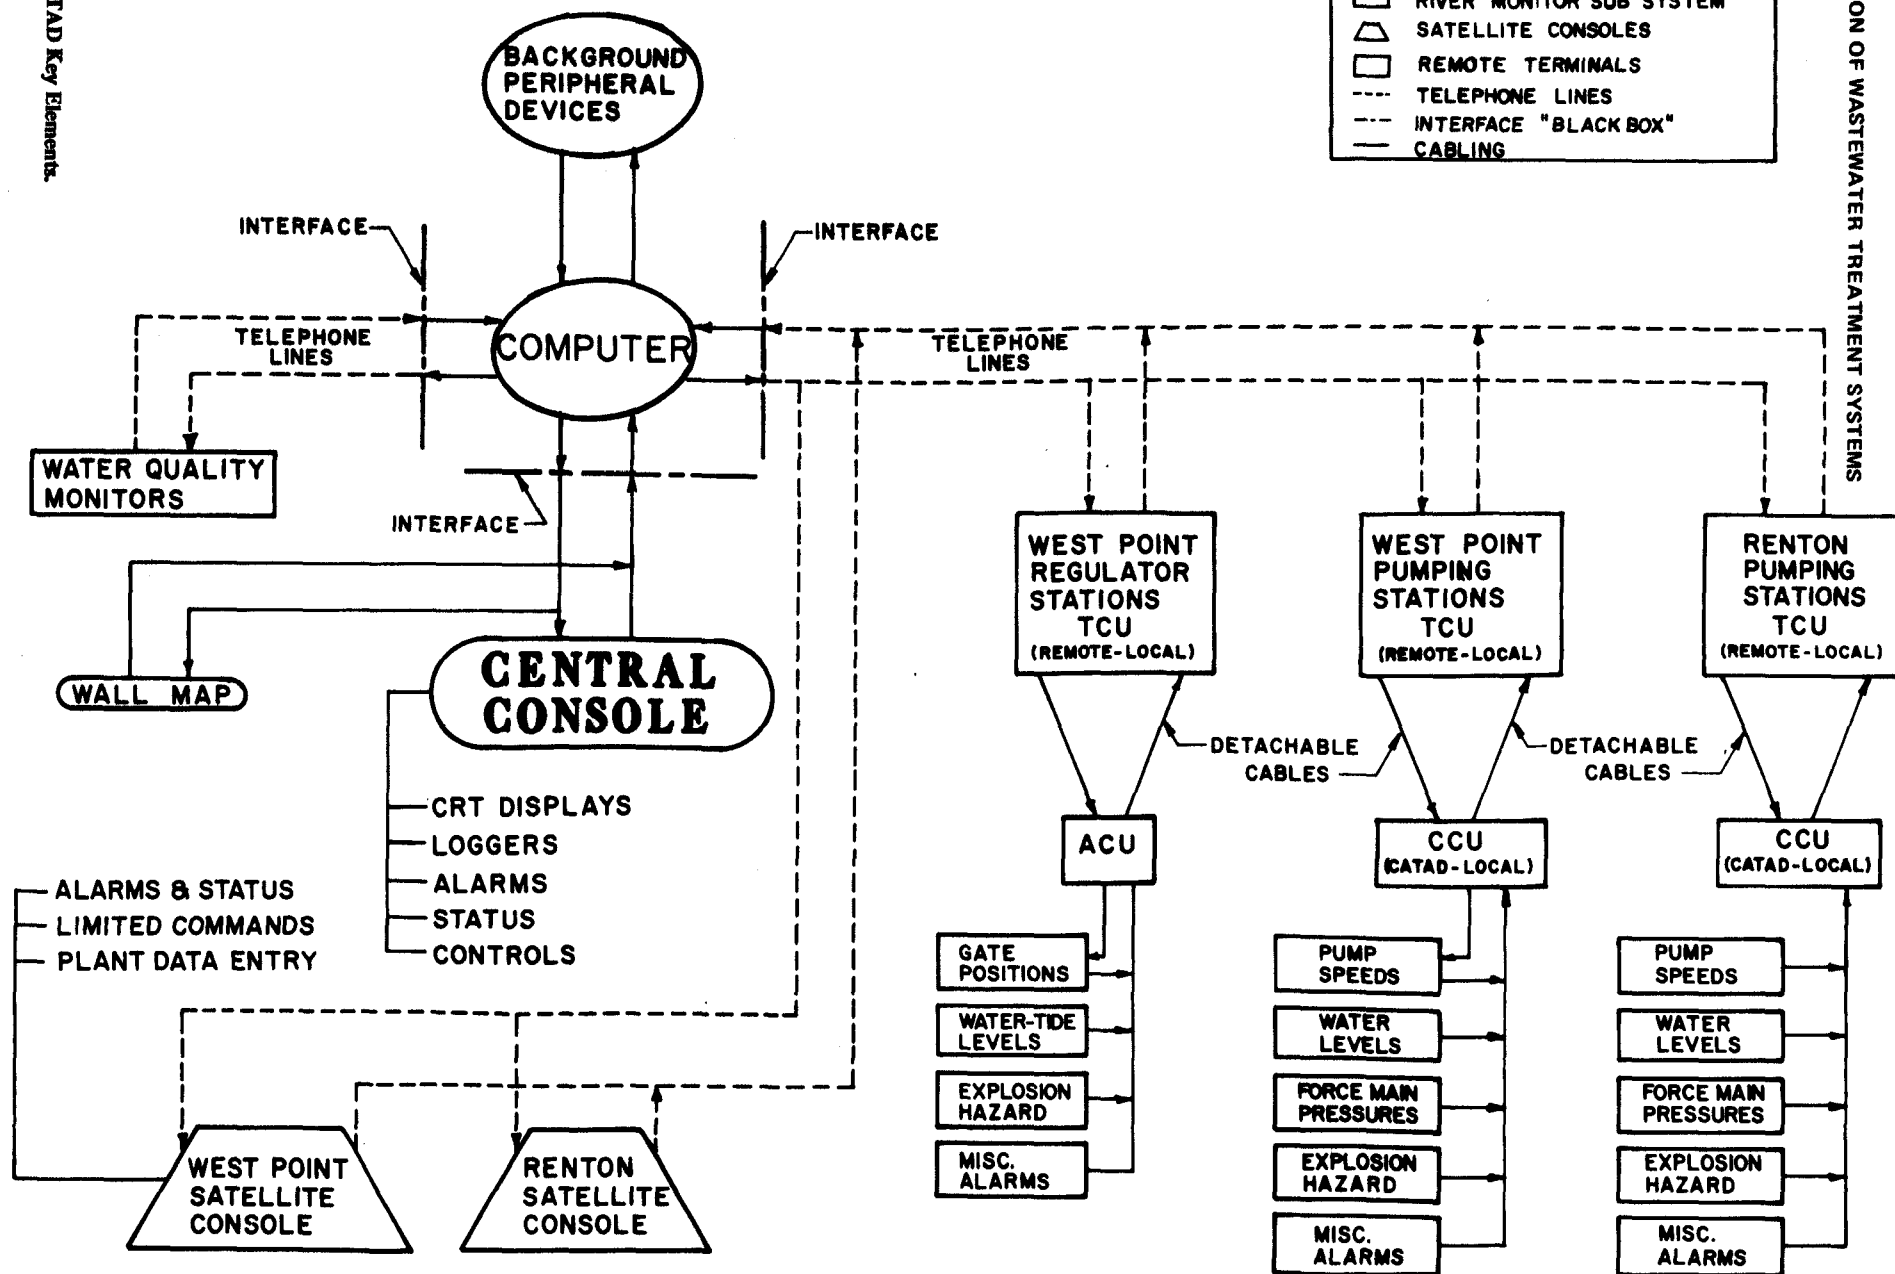 TAD Key Elements.
ON OF WASTEWATER TREATMENT SYSTEMS
RIVER MONITOR SUB SYSTEM
SATELLITE CONSOLES
REMOTE TERMINALS
TELEPHONE LINES
INTERFACE "BLACK BOX"
CABLING
BACKGROUND
PERIPHERAL
DEVICES
INTERFACE
INTERFACE
COMPUTER
TELEPHONE
LINES
TELEPHONE
LINES
WATER QUALITY
MONITORS
INTERFACE
WALL MAP
CENTRAL
CONSOLE
CRT DISPLAYS
LOGGERS
ALARMS
STATUS
CONTROLS
ALARMS & STATUS
LIMITED COMMANDS
PLANT DATA ENTRY
WEST POINT
SATELLITE
CONSOLE
RENTON
SATELLITE
CONSOLE
WEST POINT
REGULATOR
STATIONS
TCU
(REMOTE-LOCAL)
WEST POINT
PUMPING
STATIONS
TCU
(REMOTE-LOCAL)
RENTON
PUMPING
STATIONS
TCU
(REMOTE-LOCAL)
DETACHABLE
CABLES
DETACHABLE
CABLES
ACU
CCU
(CATAD-LOCAL)
CCU
(CATAD-LOCAL)
GATE
POSITIONS
WATER-TIDE
LEVELS
EXPLOSION
HAZARD
MISC.
ALARMS
PUMP
SPEEDS
WATER
LEVELS
FORCE MAIN
PRESSURES
EXPLOSION
HAZARD
MISC.
ALARMS
PUMP
SPEEDS
WATER
LEVELS
FORCE MAIN
PRESSURES
EXPLOSION
HAZARD
MISC.
ALARMS